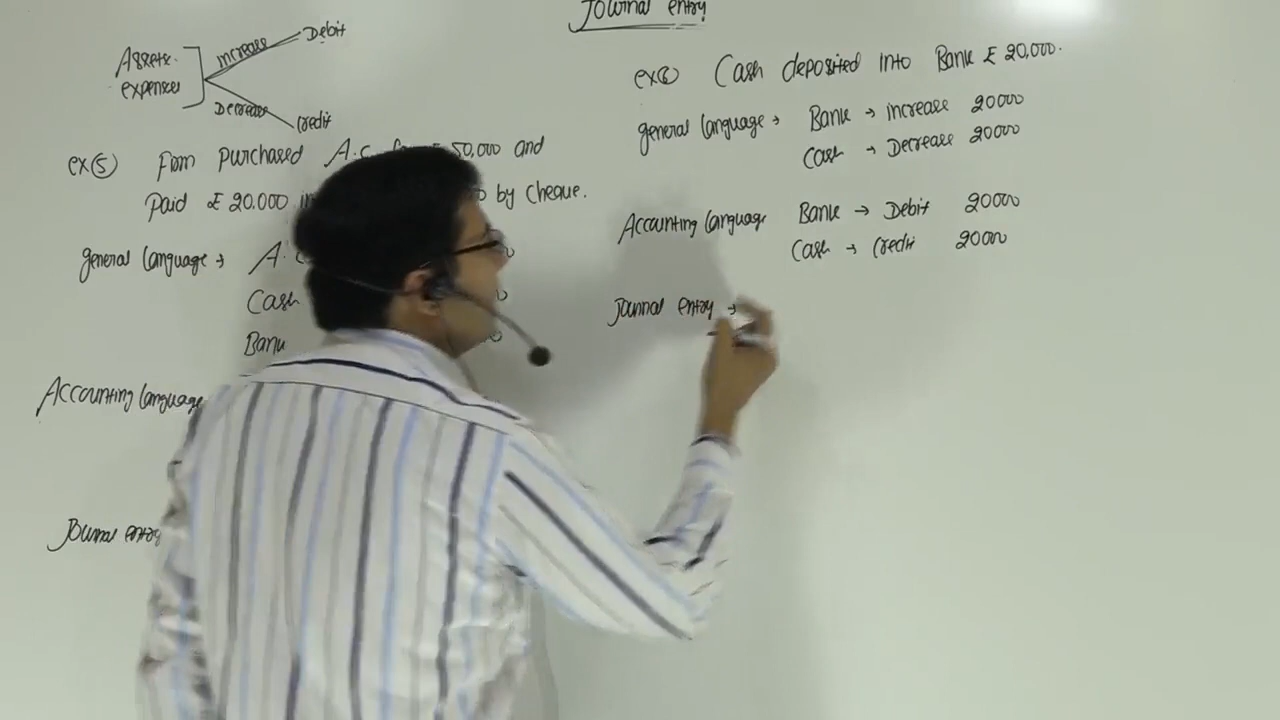 Journal entry
Assets
expenses
increase
Debit
Decrease
credit
ex⑤ Firm purchased A.C. 50,000 and
Paid £ 20,000 by cheque.
general language → A.
Cash
Bank
Accounting language
Journal entry
ex⑥ Cash deposited into Bank £ 20,000.
general language → Bank → increase 20000
Cash → Decrease 20000
Accounting language Bank → Debit 20000
Cash → credit 20000
Journal entry →